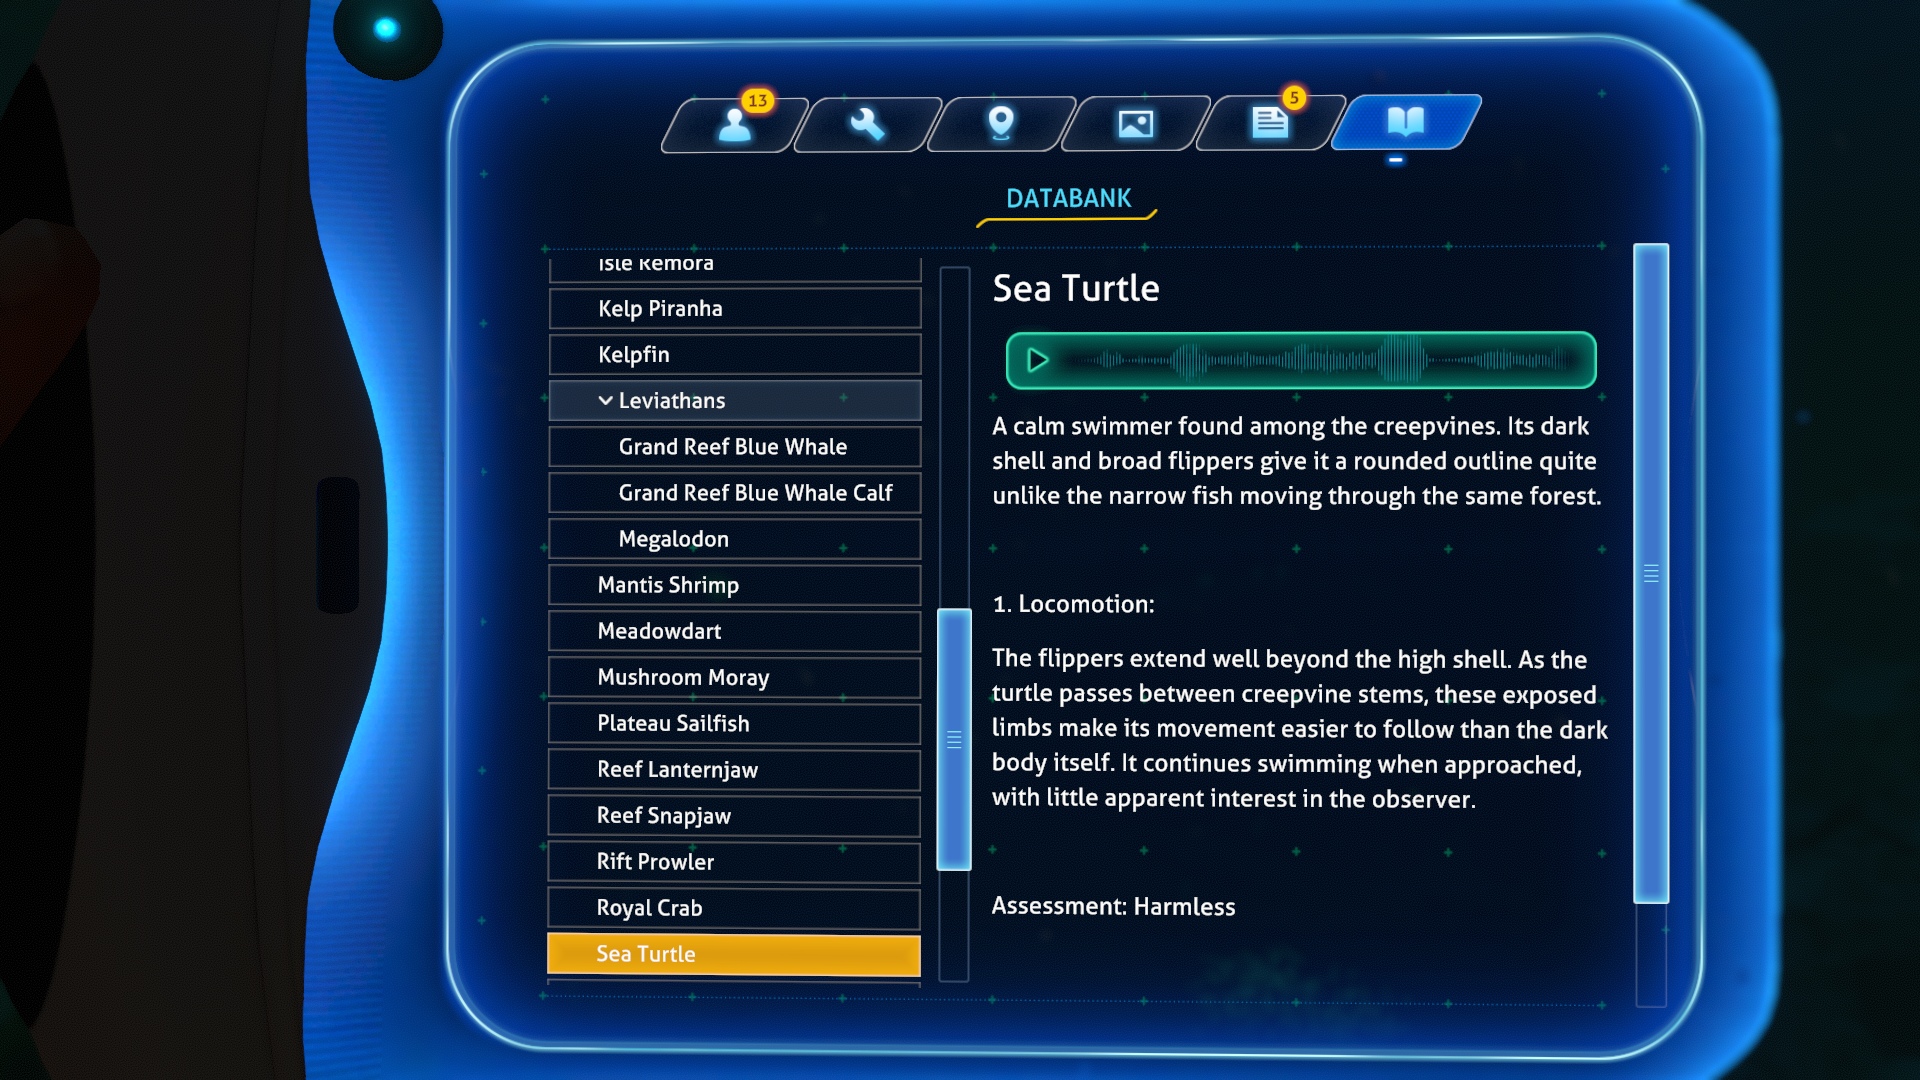 13
5
DATABANK
Isle Remora
Kelp Piranha
Kelpfin
Leviathans
Grand Reef Blue Whale
Grand Reef Blue Whale Calf
Megalodon
Mantis Shrimp
Meadowdart
Mushroom Moray
Plateau Sailfish
Reef Lanternjaw
Reef Snapjaw
Rift Prowler
Royal Crab
Sea Turtle
Sea Turtle
A calm swimmer found among the creepvines. Its dark
shell and broad flippers give it a rounded outline quite
unlike the narrow fish moving through the same forest.
1. Locomotion:
The flippers extend well beyond the high shell. As the
turtle passes between creepvine stems, these exposed
limbs make its movement easier to follow than the dark
body itself. It continues swimming when approached,
with little apparent interest in the observer.
Assessment: Harmless